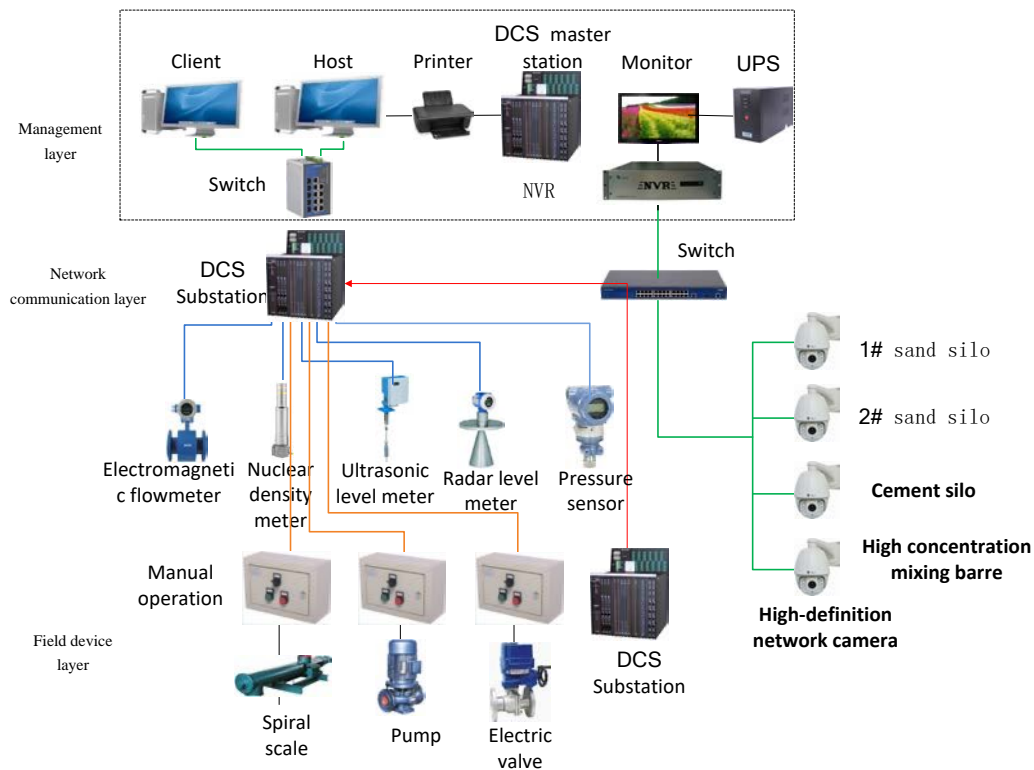 DCS master
station
Client
Host
Printer
Monitor
UPS
Management
layer
Switch
NVR
NVR
Switch
DCS
Substation
Network
communication layer
1# sand silo
2# sand silo
Electromagneti
c flowmeter
Nuclear
density
meter
Ultrasonic
level meter
Radar level
meter
Pressure
sensor
Cement silo
High concentration
mixing barre
High-definition
network camera
Manual
operation
Field device
layer
DCS
Substation
Spiral
scale
Pump
Electric
valve